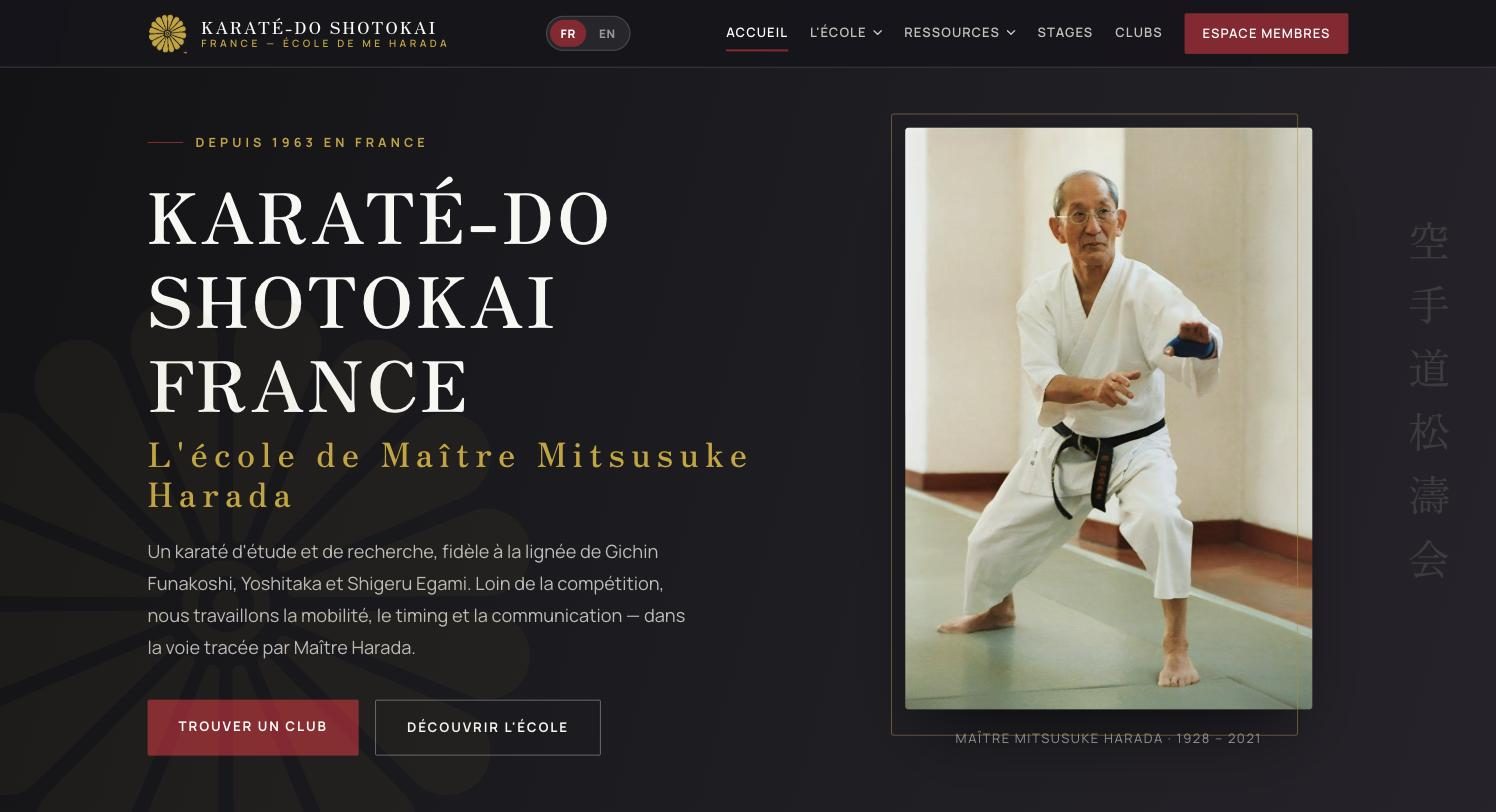 KARATÉ-DO SHOTOKAI
FRANCE — ÉCOLE DE ME HARADA
FR EN
ACCUEIL L'ÉCOLE RESSOURCES STAGES CLUBS ESPACE MEMBRES
DEPUIS 1963 EN FRANCE
KARATÉ-DO
SHOTOKAI
FRANCE
L'école de Maître Mitsusuke
Harada
Un karaté d'étude et de recherche, fidèle à la lignée de Gichin
Funakoshi, Yoshitaka et Shigeru Egami. Loin de la compétition,
nous travaillons la mobilité, le timing et la communication — dans
la voie tracée par Maître Harada.
TROUVER UN CLUB DÉCOUVRIR L'ÉCOLE
MAÎTRE MITSUSUKE HARADA · 1928 – 2021
空手道松濤会